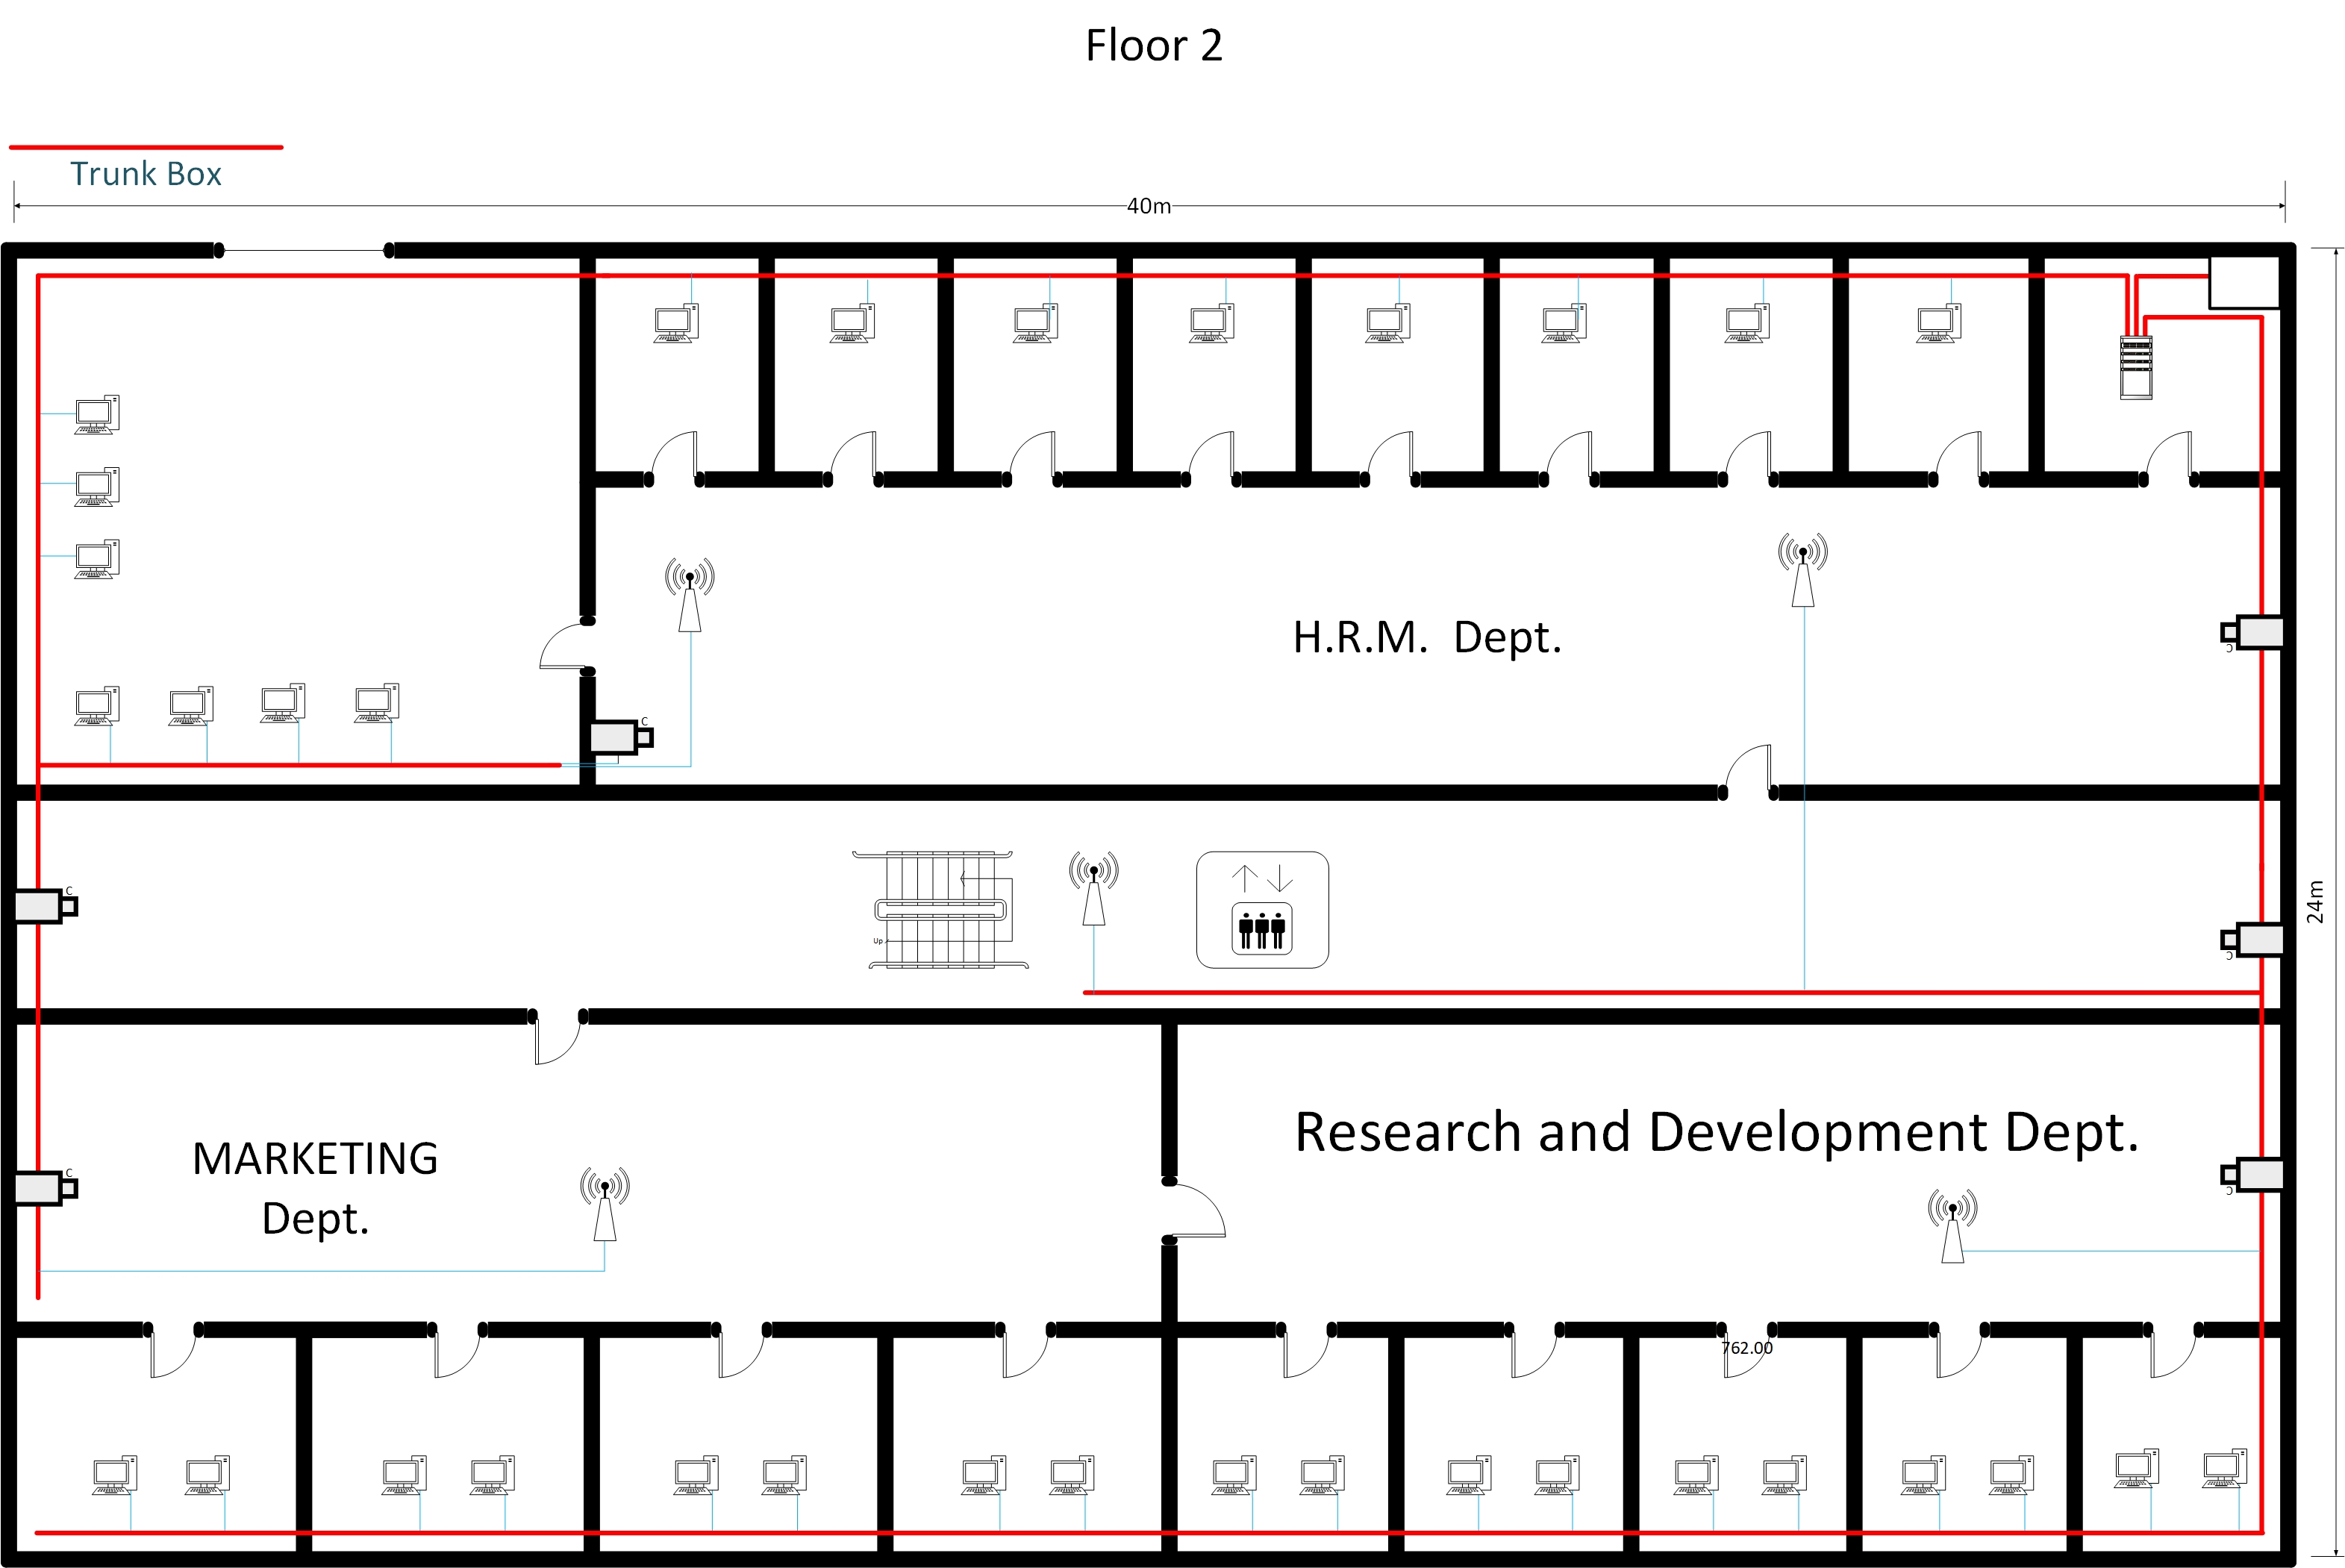 Floor 2
Trunk Box
40m
H.R.M. Dept.
C
C
C
Up
C
C
24m
MARKETING
Dept.
C
Research and Development Dept.
762.00